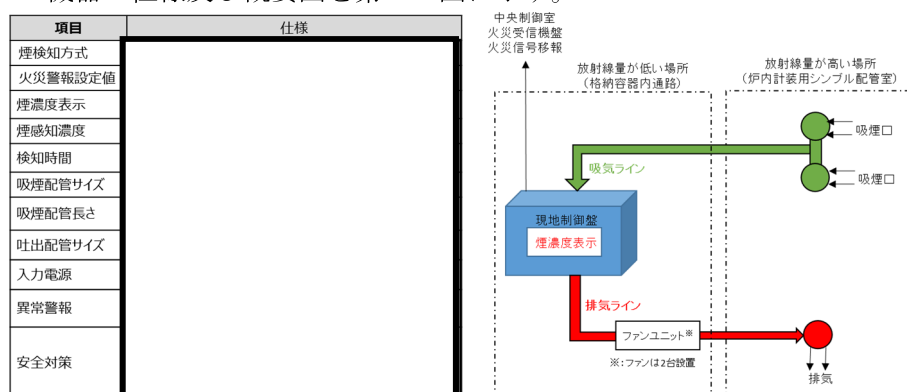 項目
仕様
煙検知方式
火災警報設定値
煙濃度表示
煙感知濃度
検知時間
吸煙配管サイズ
吸煙配管長さ
吐出配管サイズ
入力電源
異常警報
安全対策
中央制御室
火災受信機盤
火災信号移報
放射線量が低い場所
(格納容器内通路)
放射線量が高い場所
(炉内計装用シンブル配管室)
吸煙口
吸煙口
吸気ライン
現地制御盤
煙濃度表示
排気ライン
ファンユニット※
※:ファンは2台設置
排気